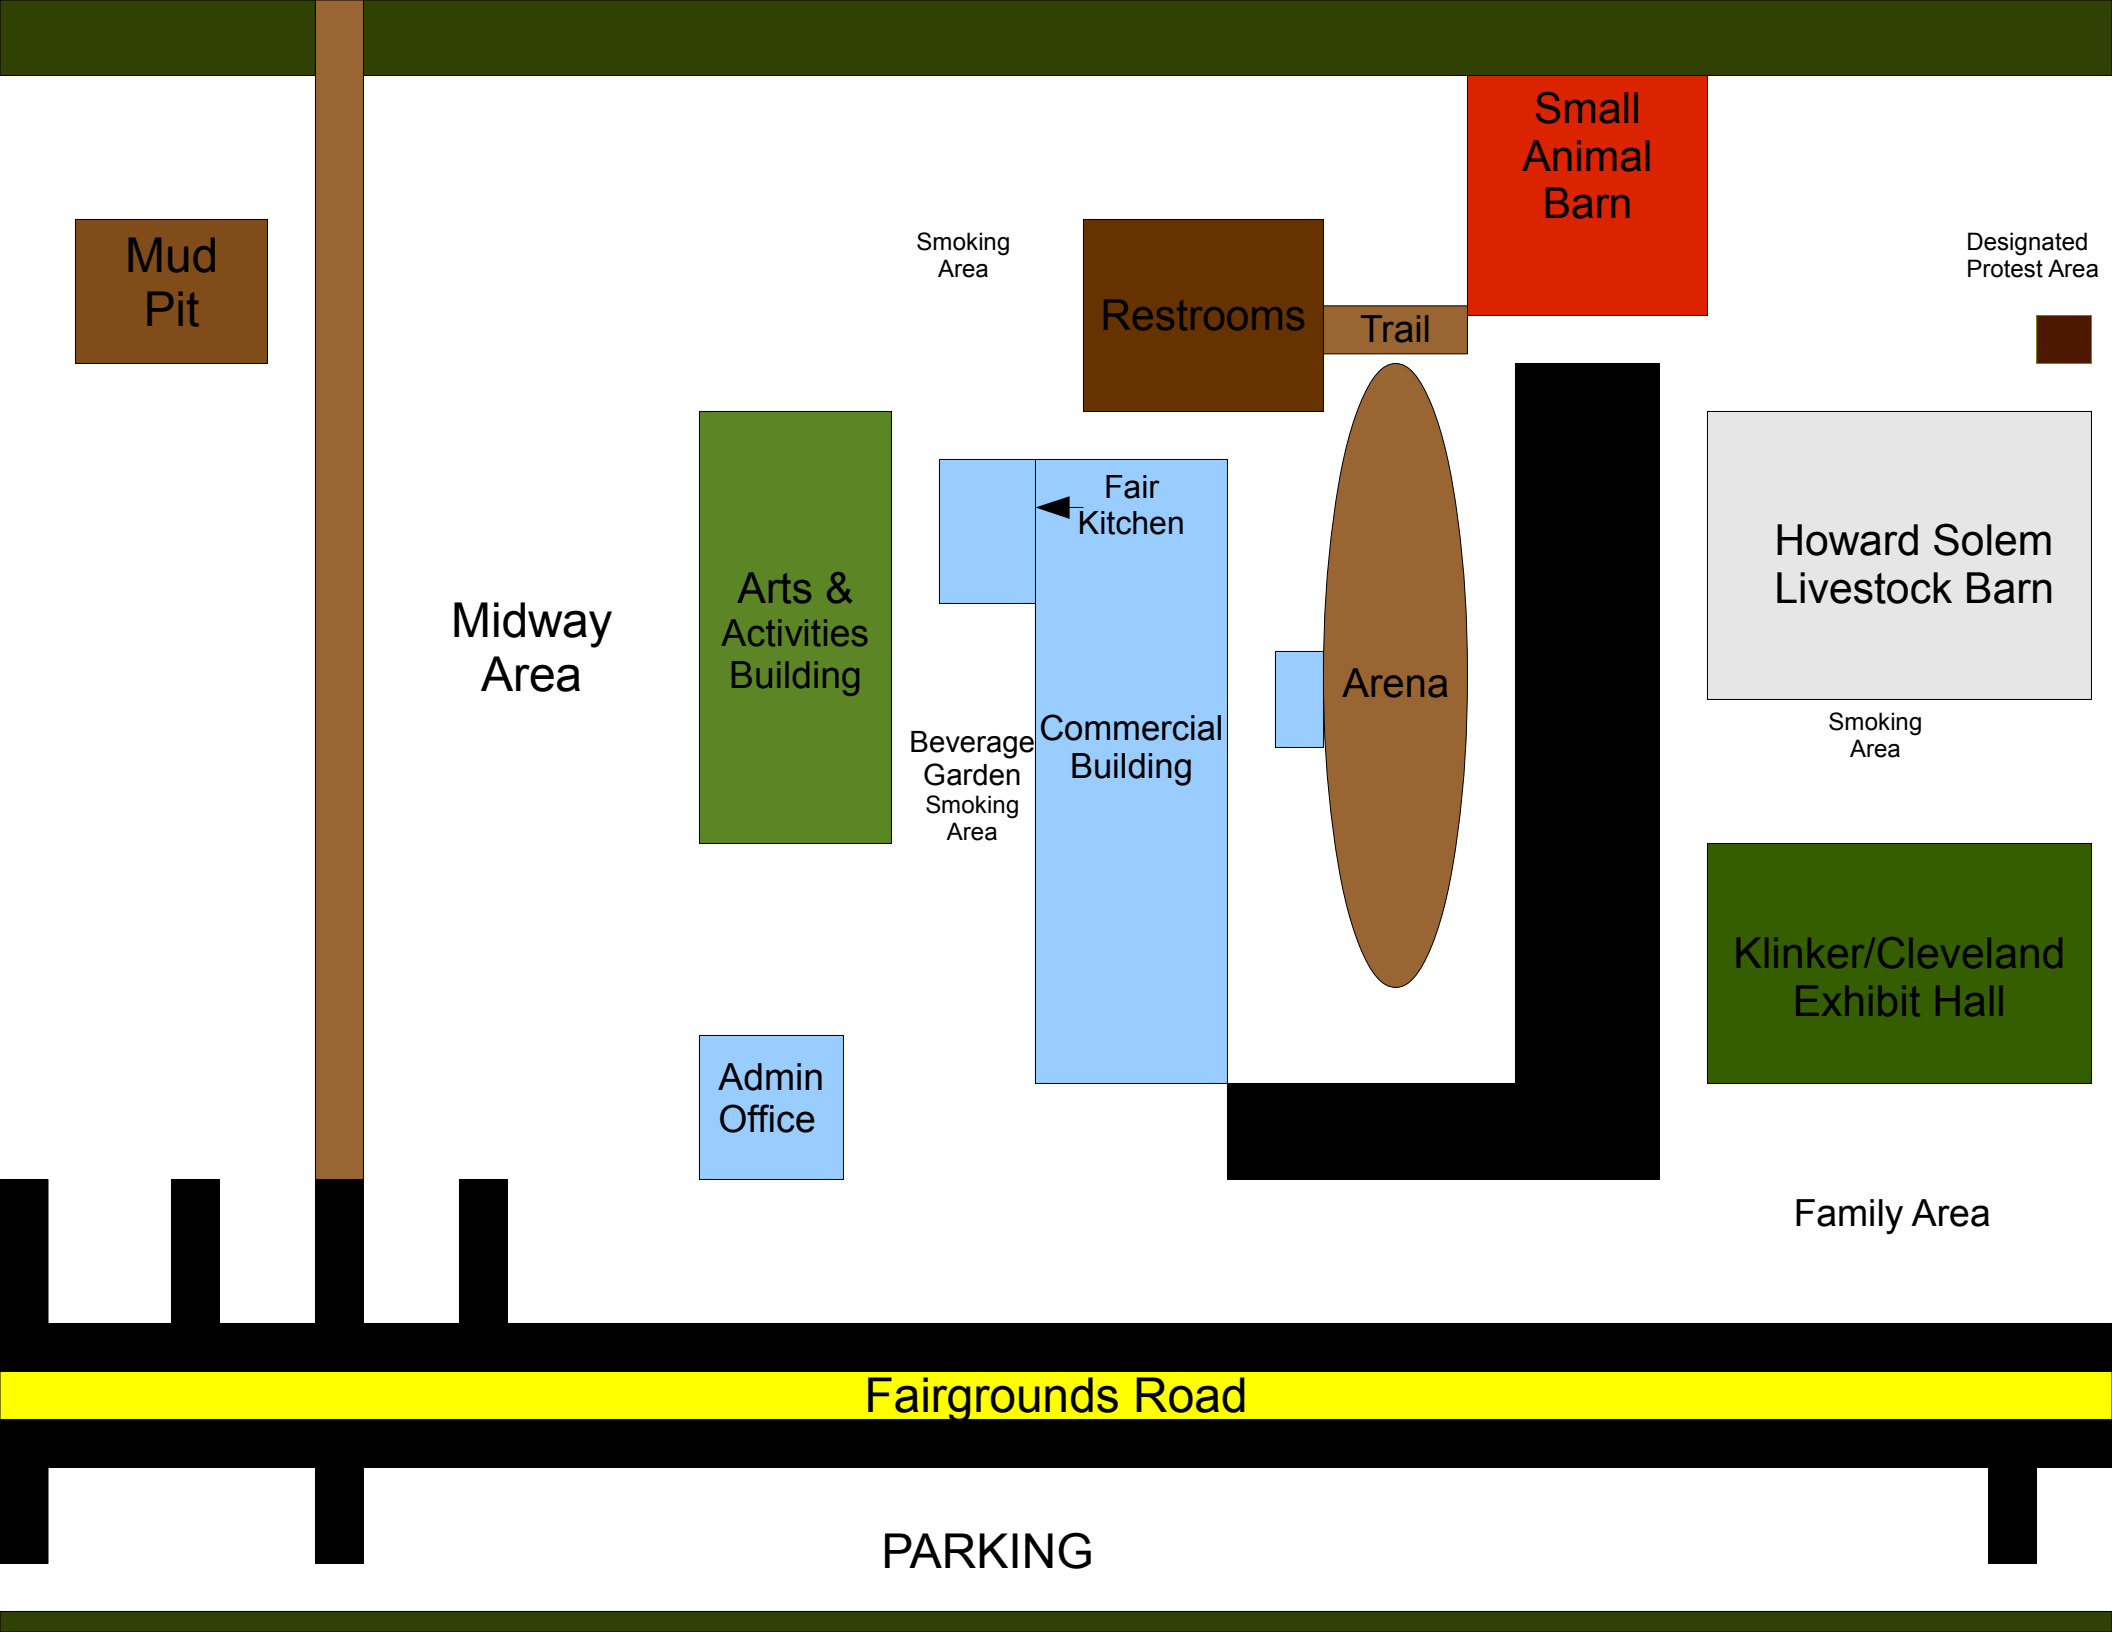 Small
Animal
Barn
Mud
Pit
Smoking
Area
Restrooms
Trail
Designated
Protest Area
Fair
Kitchen
Arts &
Activities
Building
Midway
Area
Howard Solem
Livestock Barn
Arena
Commercial
Building
Beverage
Garden
Smoking
Area
Smoking
Area
Klinker/Cleveland
Exhibit Hall
Admin
Office
Family Area
Fairgrounds Road
PARKING